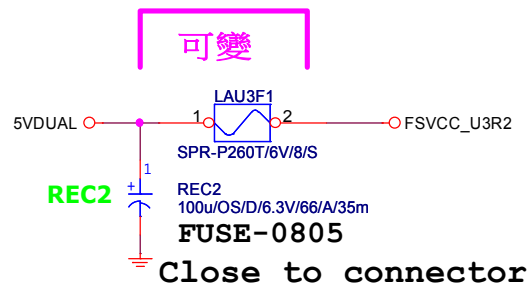 可變
LAU3F1
5VDUAL
1
2
FSVCC_U3R2
SPR-P260T/6V/8/S
1
+
REC2
REC2
100u/OS/D/6.3V/66/A/35m
FUSE-0805
Close to connector